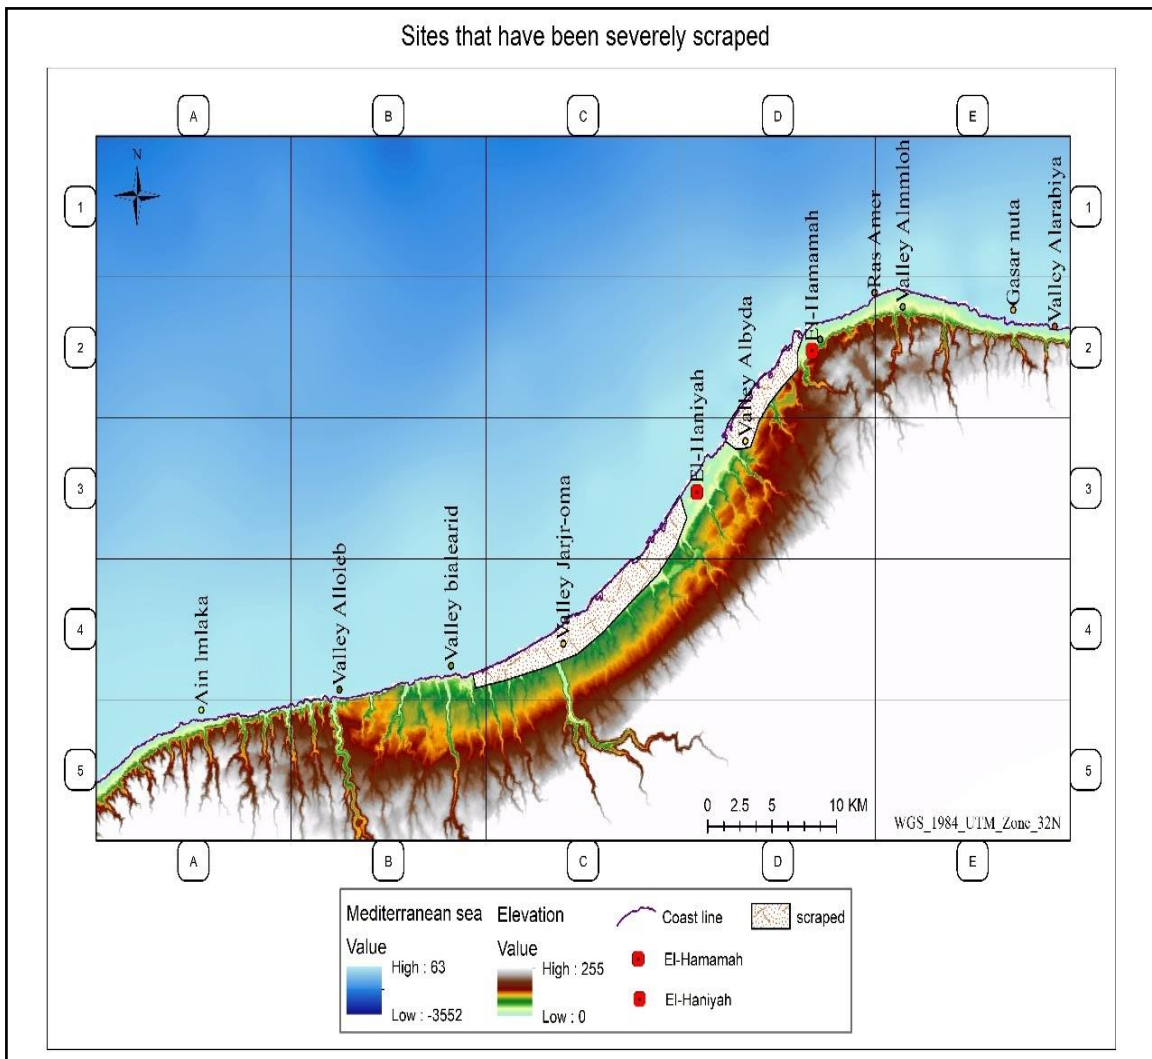 Sites that have been severely scraped
A B C D E
N
1 1
Valley Almmloh
Ras Amer
El-Hamamah
Gasar nuta
Valley Alarabiya
2 2
Valley Albyda
El-Haniyah
3 3
Valley Jarjr-oma
Valley bialearid
Valley Alloleb
Ain lmlaka
4 4
5 5
0 2.5 5 10 KM
WGS_1984_UTM_Zone_32N
A B C D E
Mediterranean sea
Value
High : 63
Low : -3552
Elevation
Value
High : 255
Low : 0
Coast line
scraped
El-Hamamah
El-Haniyah